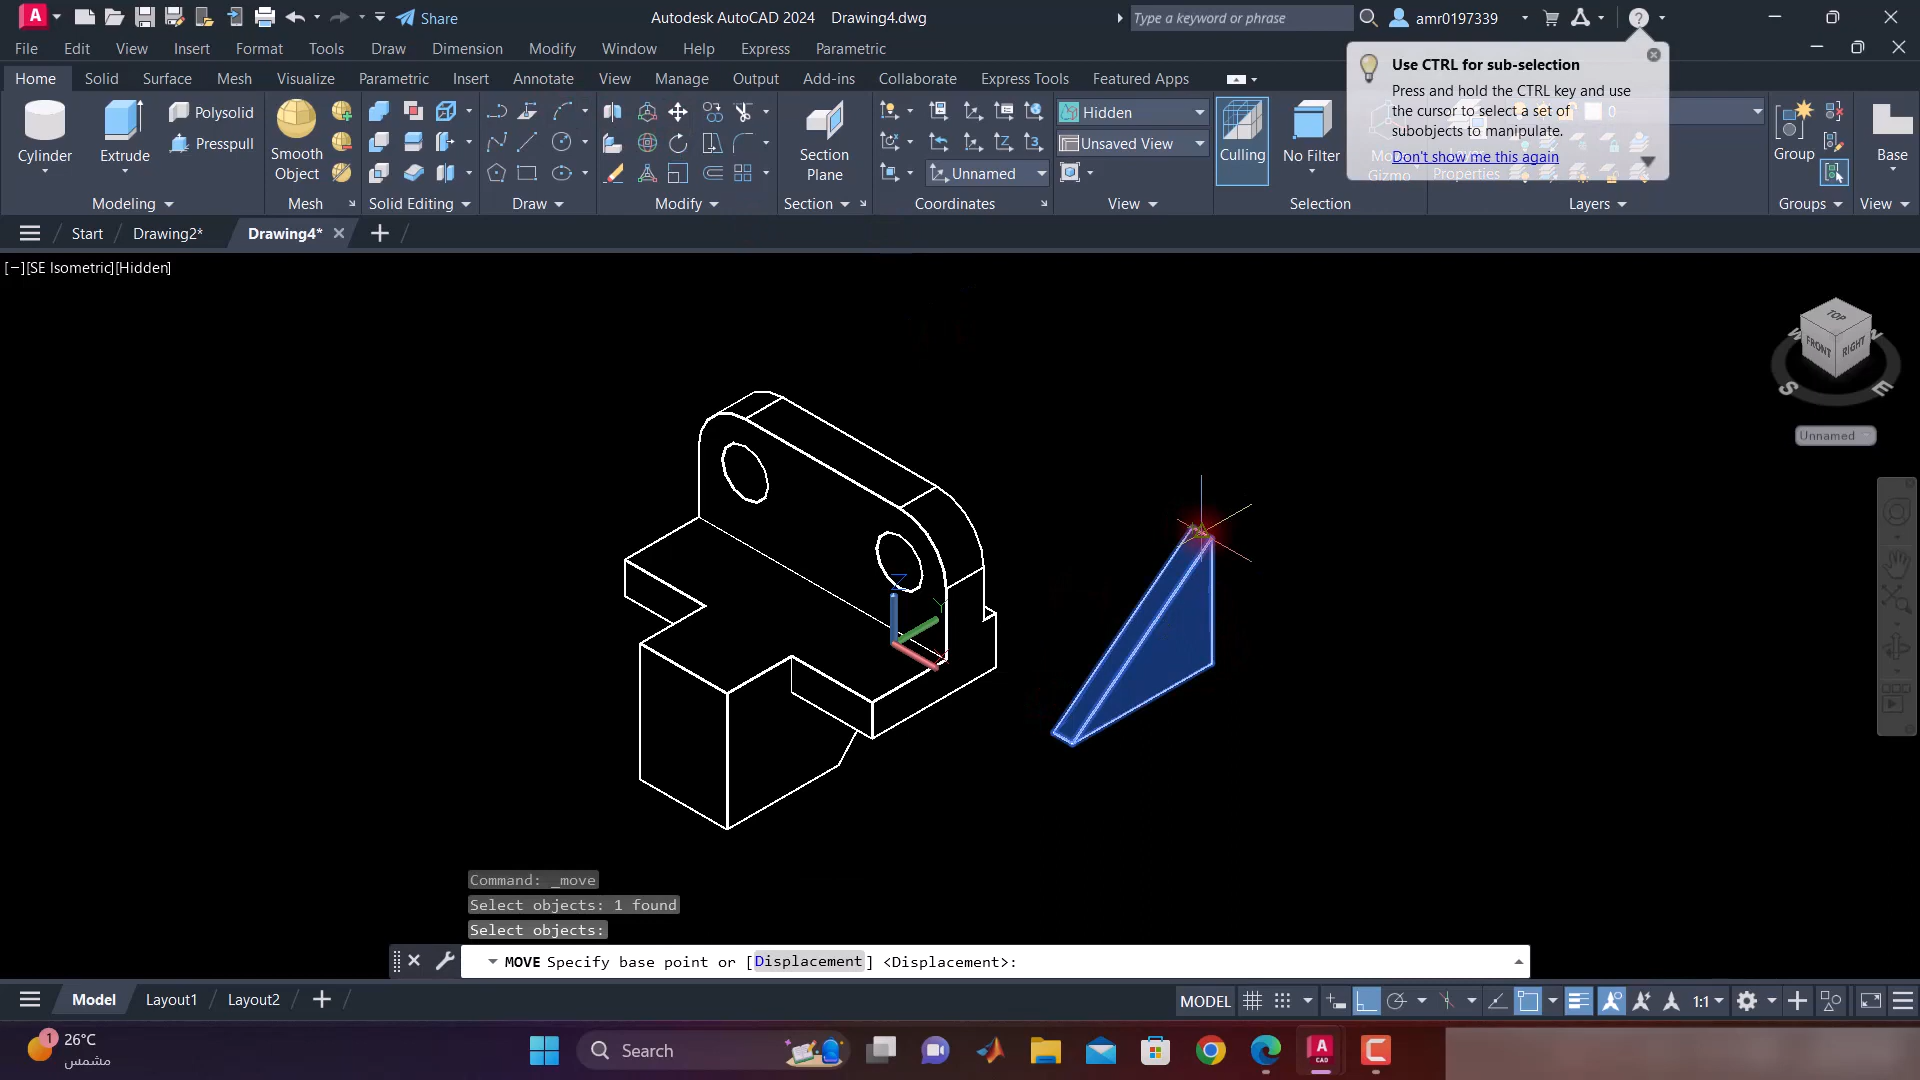 Share
Autodesk AutoCAD 2024 Drawing4.dwg
Type a keyword or phrase
amr0197339
File Edit View Insert Format Tools Draw Dimension Modify Window Help Express Parametric
Home Solid Surface Mesh Visualize Parametric Insert Annotate View Manage Output Add-ins Collaborate Express Tools Featured Apps
Use CTRL for sub-selection
Press and hold the CTRL key and use
the cursor to select a set of
subobjects to manipulate.
Don't show me this again
Cylinder
Extrude
Polysolid
Presspull
Smooth
Object
Section
Plane
Hidden
Unsaved View
Unnamed
Culling
No Filter
Gizmo
Layer
Properties
0
Group
Base
Modeling Mesh Solid Editing Draw Modify Section Coordinates View Selection Layers Groups View
Start Drawing2* Drawing4*
[−][SE Isometric][Hidden]
TOP
FRONT
RIGHT
W
N
S
E
Unnamed
Z
Y
Command: _move
Select objects: 1 found
Select objects:
MOVE Specify base point or [Displacement] <Displacement>:
Model Layout1 Layout2
MODEL
1:1
1
26°C
مشمس
Search
A
CAD